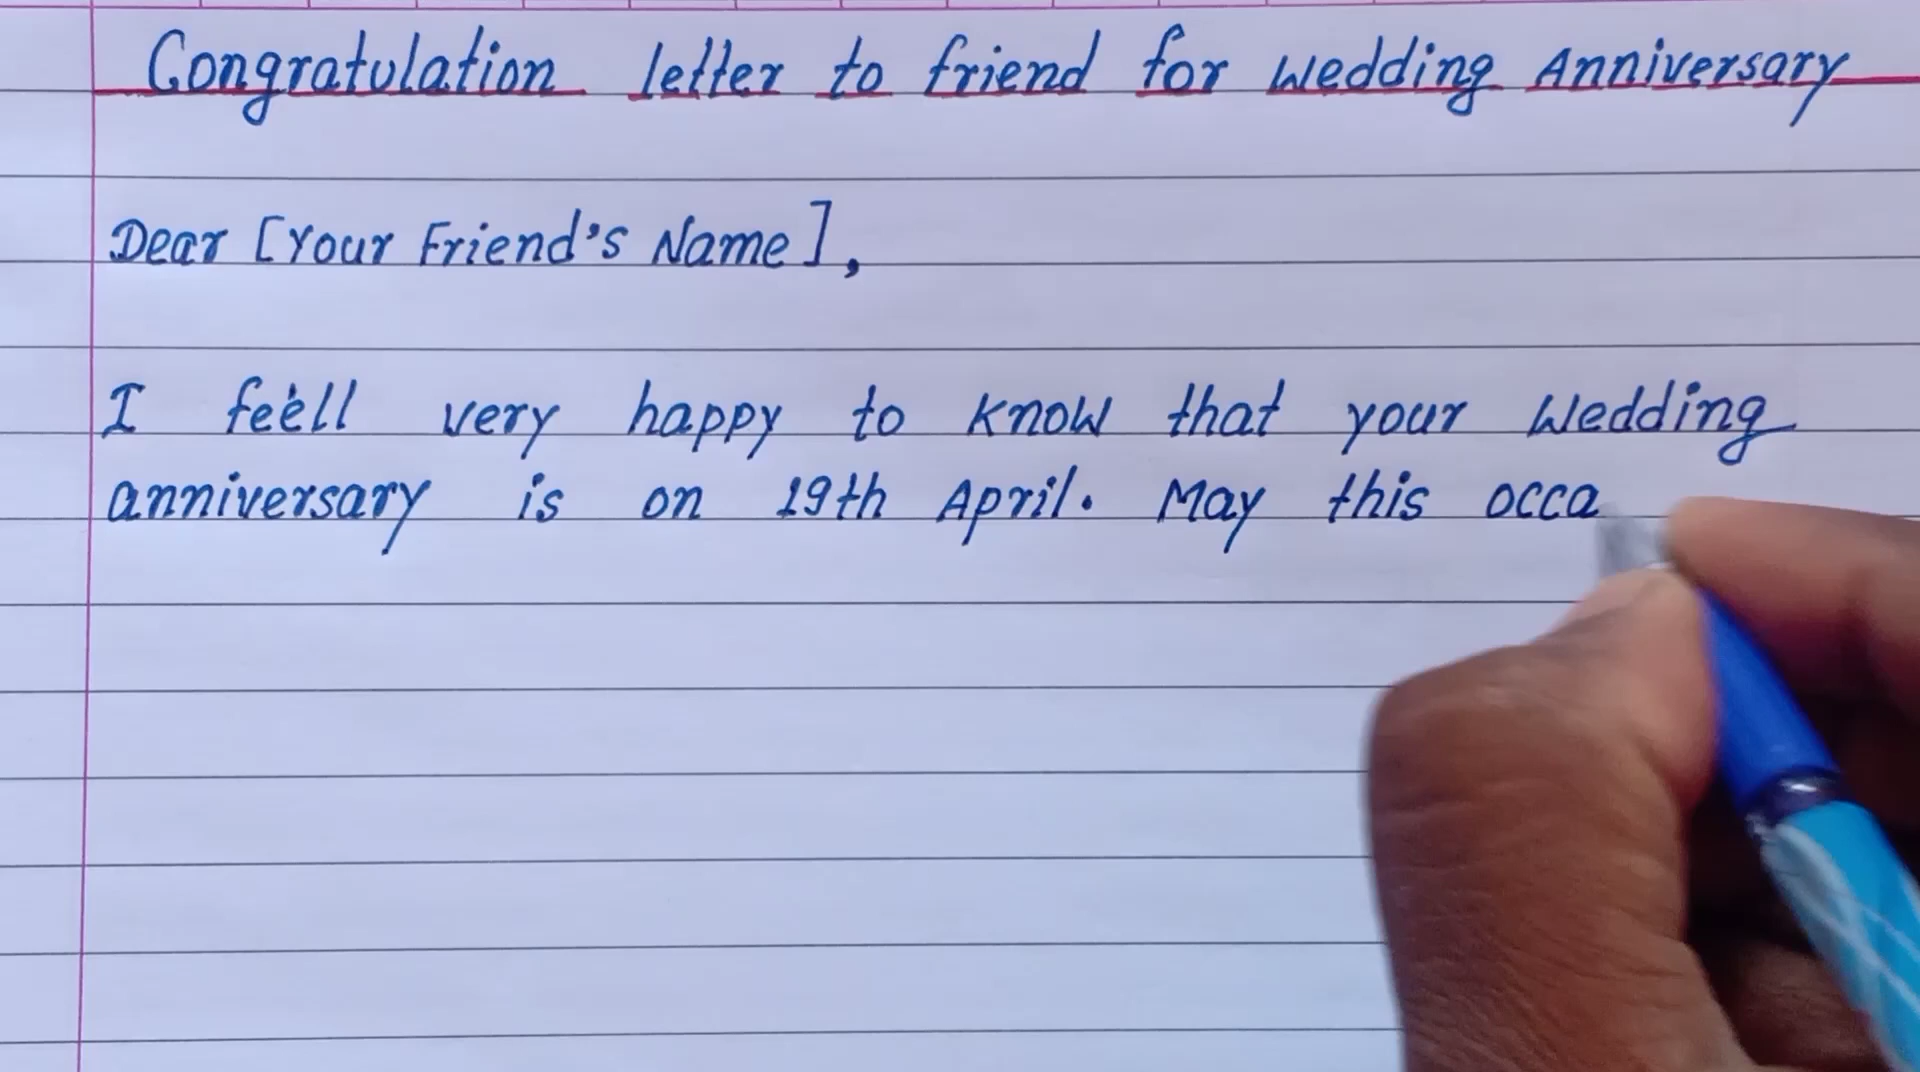 Congratulation letter to friend for Wedding Anniversary
Dear [Your Friend's Name],
I feell very happy to know that your Wedding
anniversary is on 19th April. May this occa